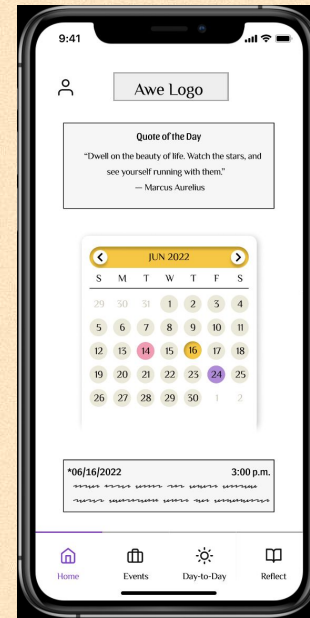 9:41
Awe Logo
Quote of the Day
“Dwell on the beauty of life. Watch the stars, and
see yourself running with them.”
— Marcus Aurelius
JUN 2022
S M T W T F S
29 30 31 1 2 3 4
5 6 7 8 9 10 11
12 13 14 15 16 17 18
19 20 21 22 23 24 25
26 27 28 29 30 1 2
*06/16/2022 3:00 p.m.
Home Events Day-to-Day Reflect